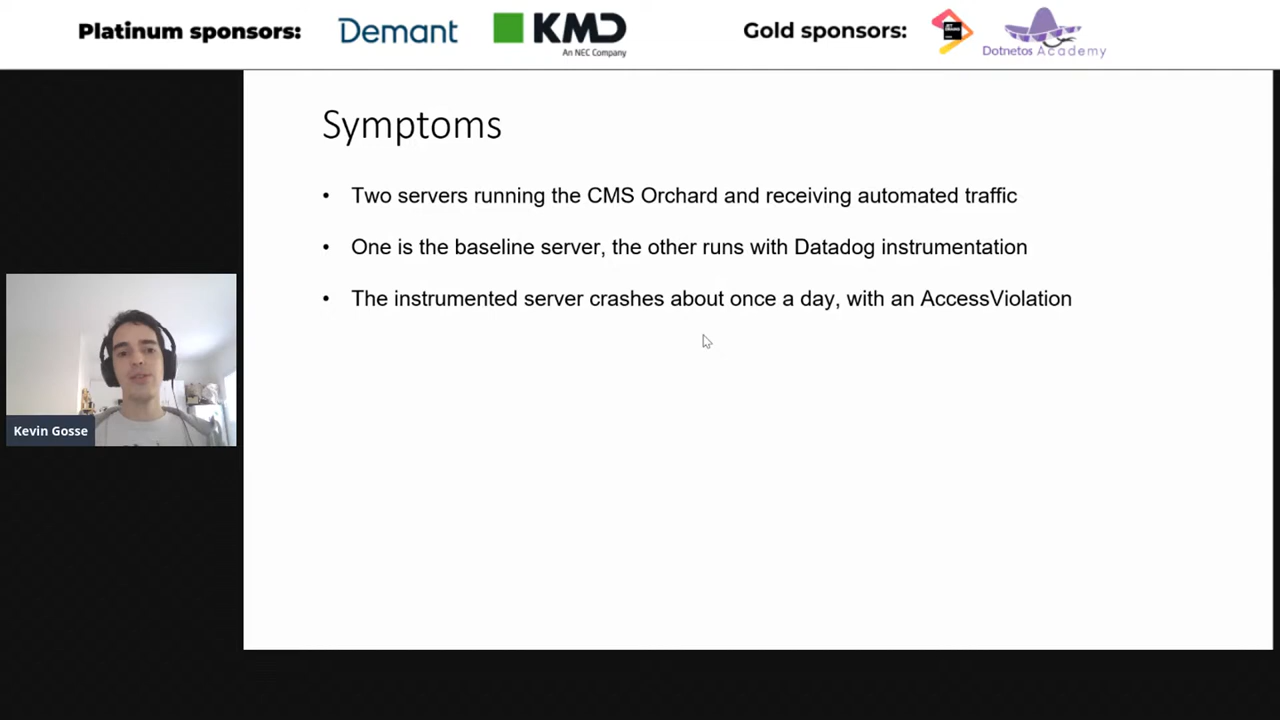 Platinum sponsors:
Demant
KMD
An NEC Company
Gold sponsors:
Dotnetos Academy
Symptoms
• Two servers running the CMS Orchard and receiving automated traffic
• One is the baseline server, the other runs with Datadog instrumentation
• The instrumented server crashes about once a day, with an AccessViolation
Kevin Gosse